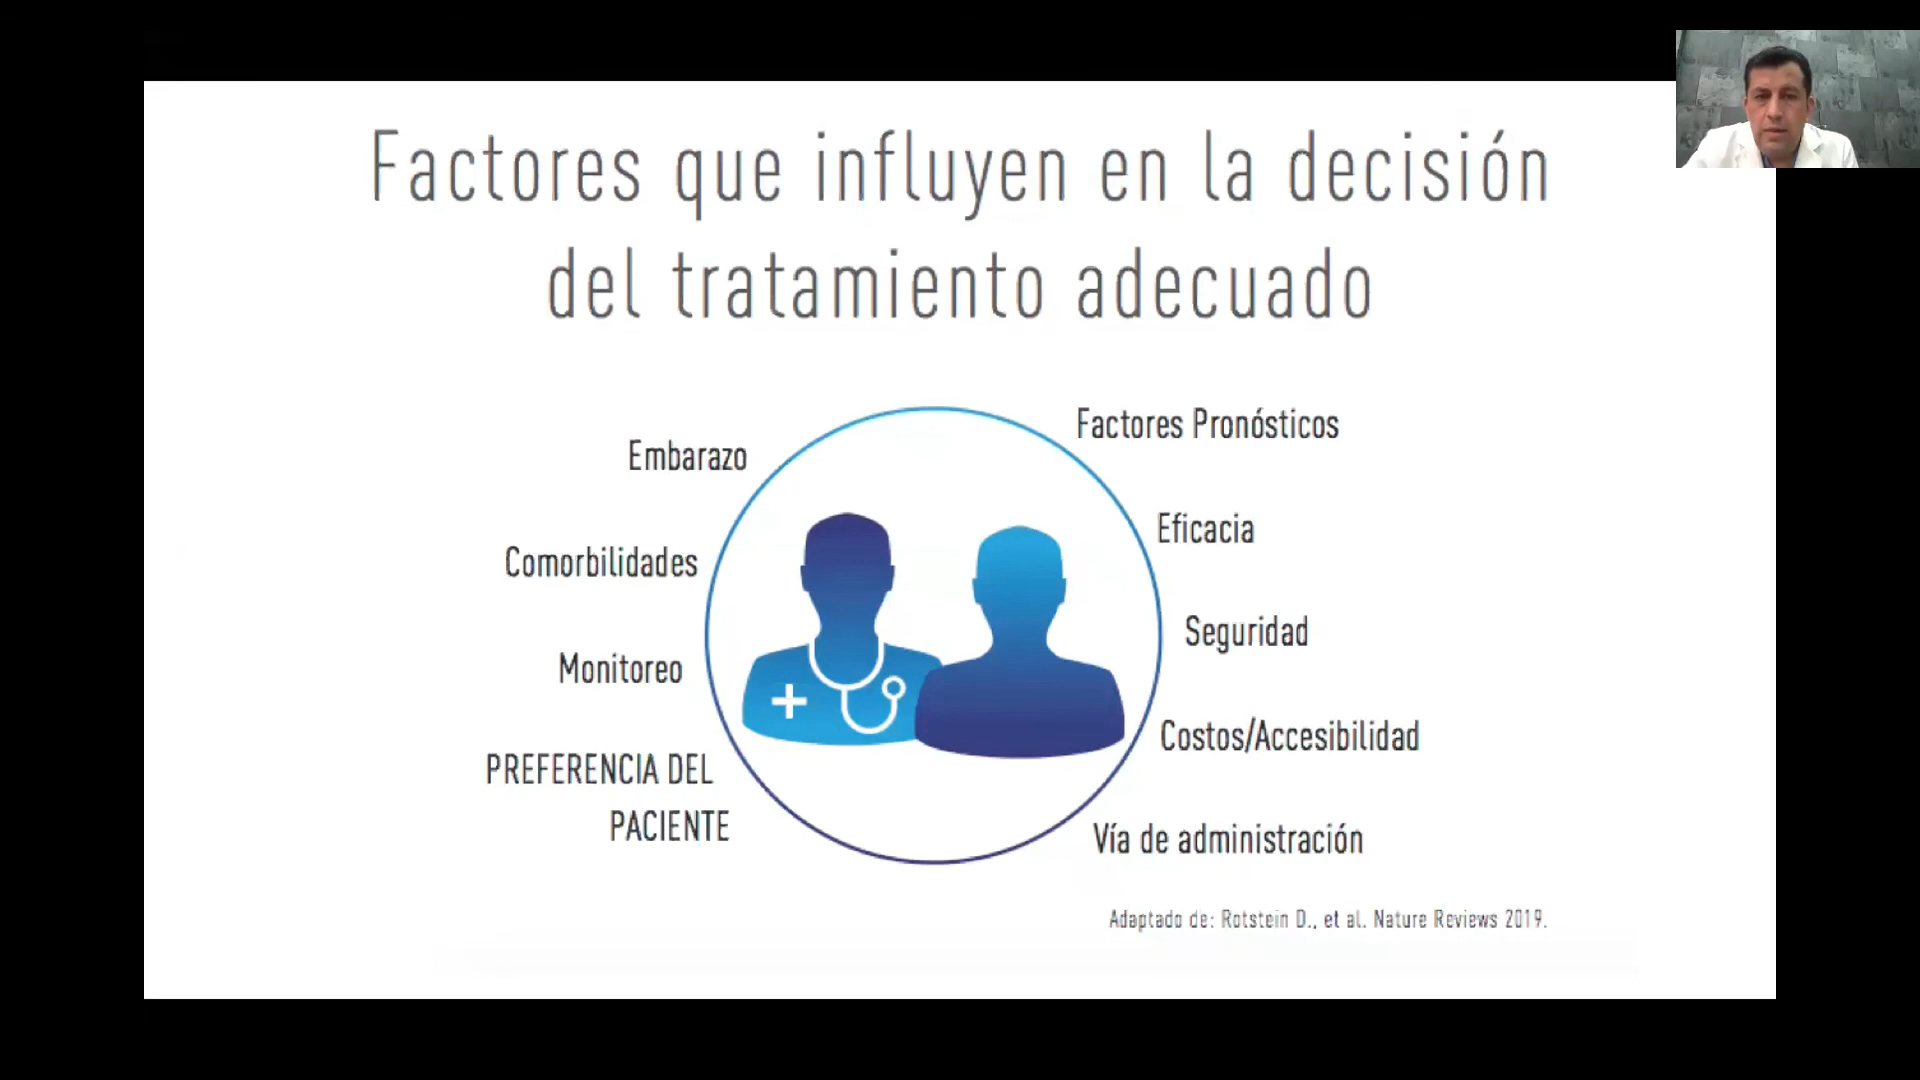 Factores que influyen en la decisión
del tratamiento adecuado
Embarazo
Comorbilidades
Monitoreo
PREFERENCIA DEL
PACIENTE
Factores Pronósticos
Eficacia
Seguridad
Costos/Accesibilidad
Vía de administración
Adaptado de: Rotstein D., et al. Nature Reviews 2019.